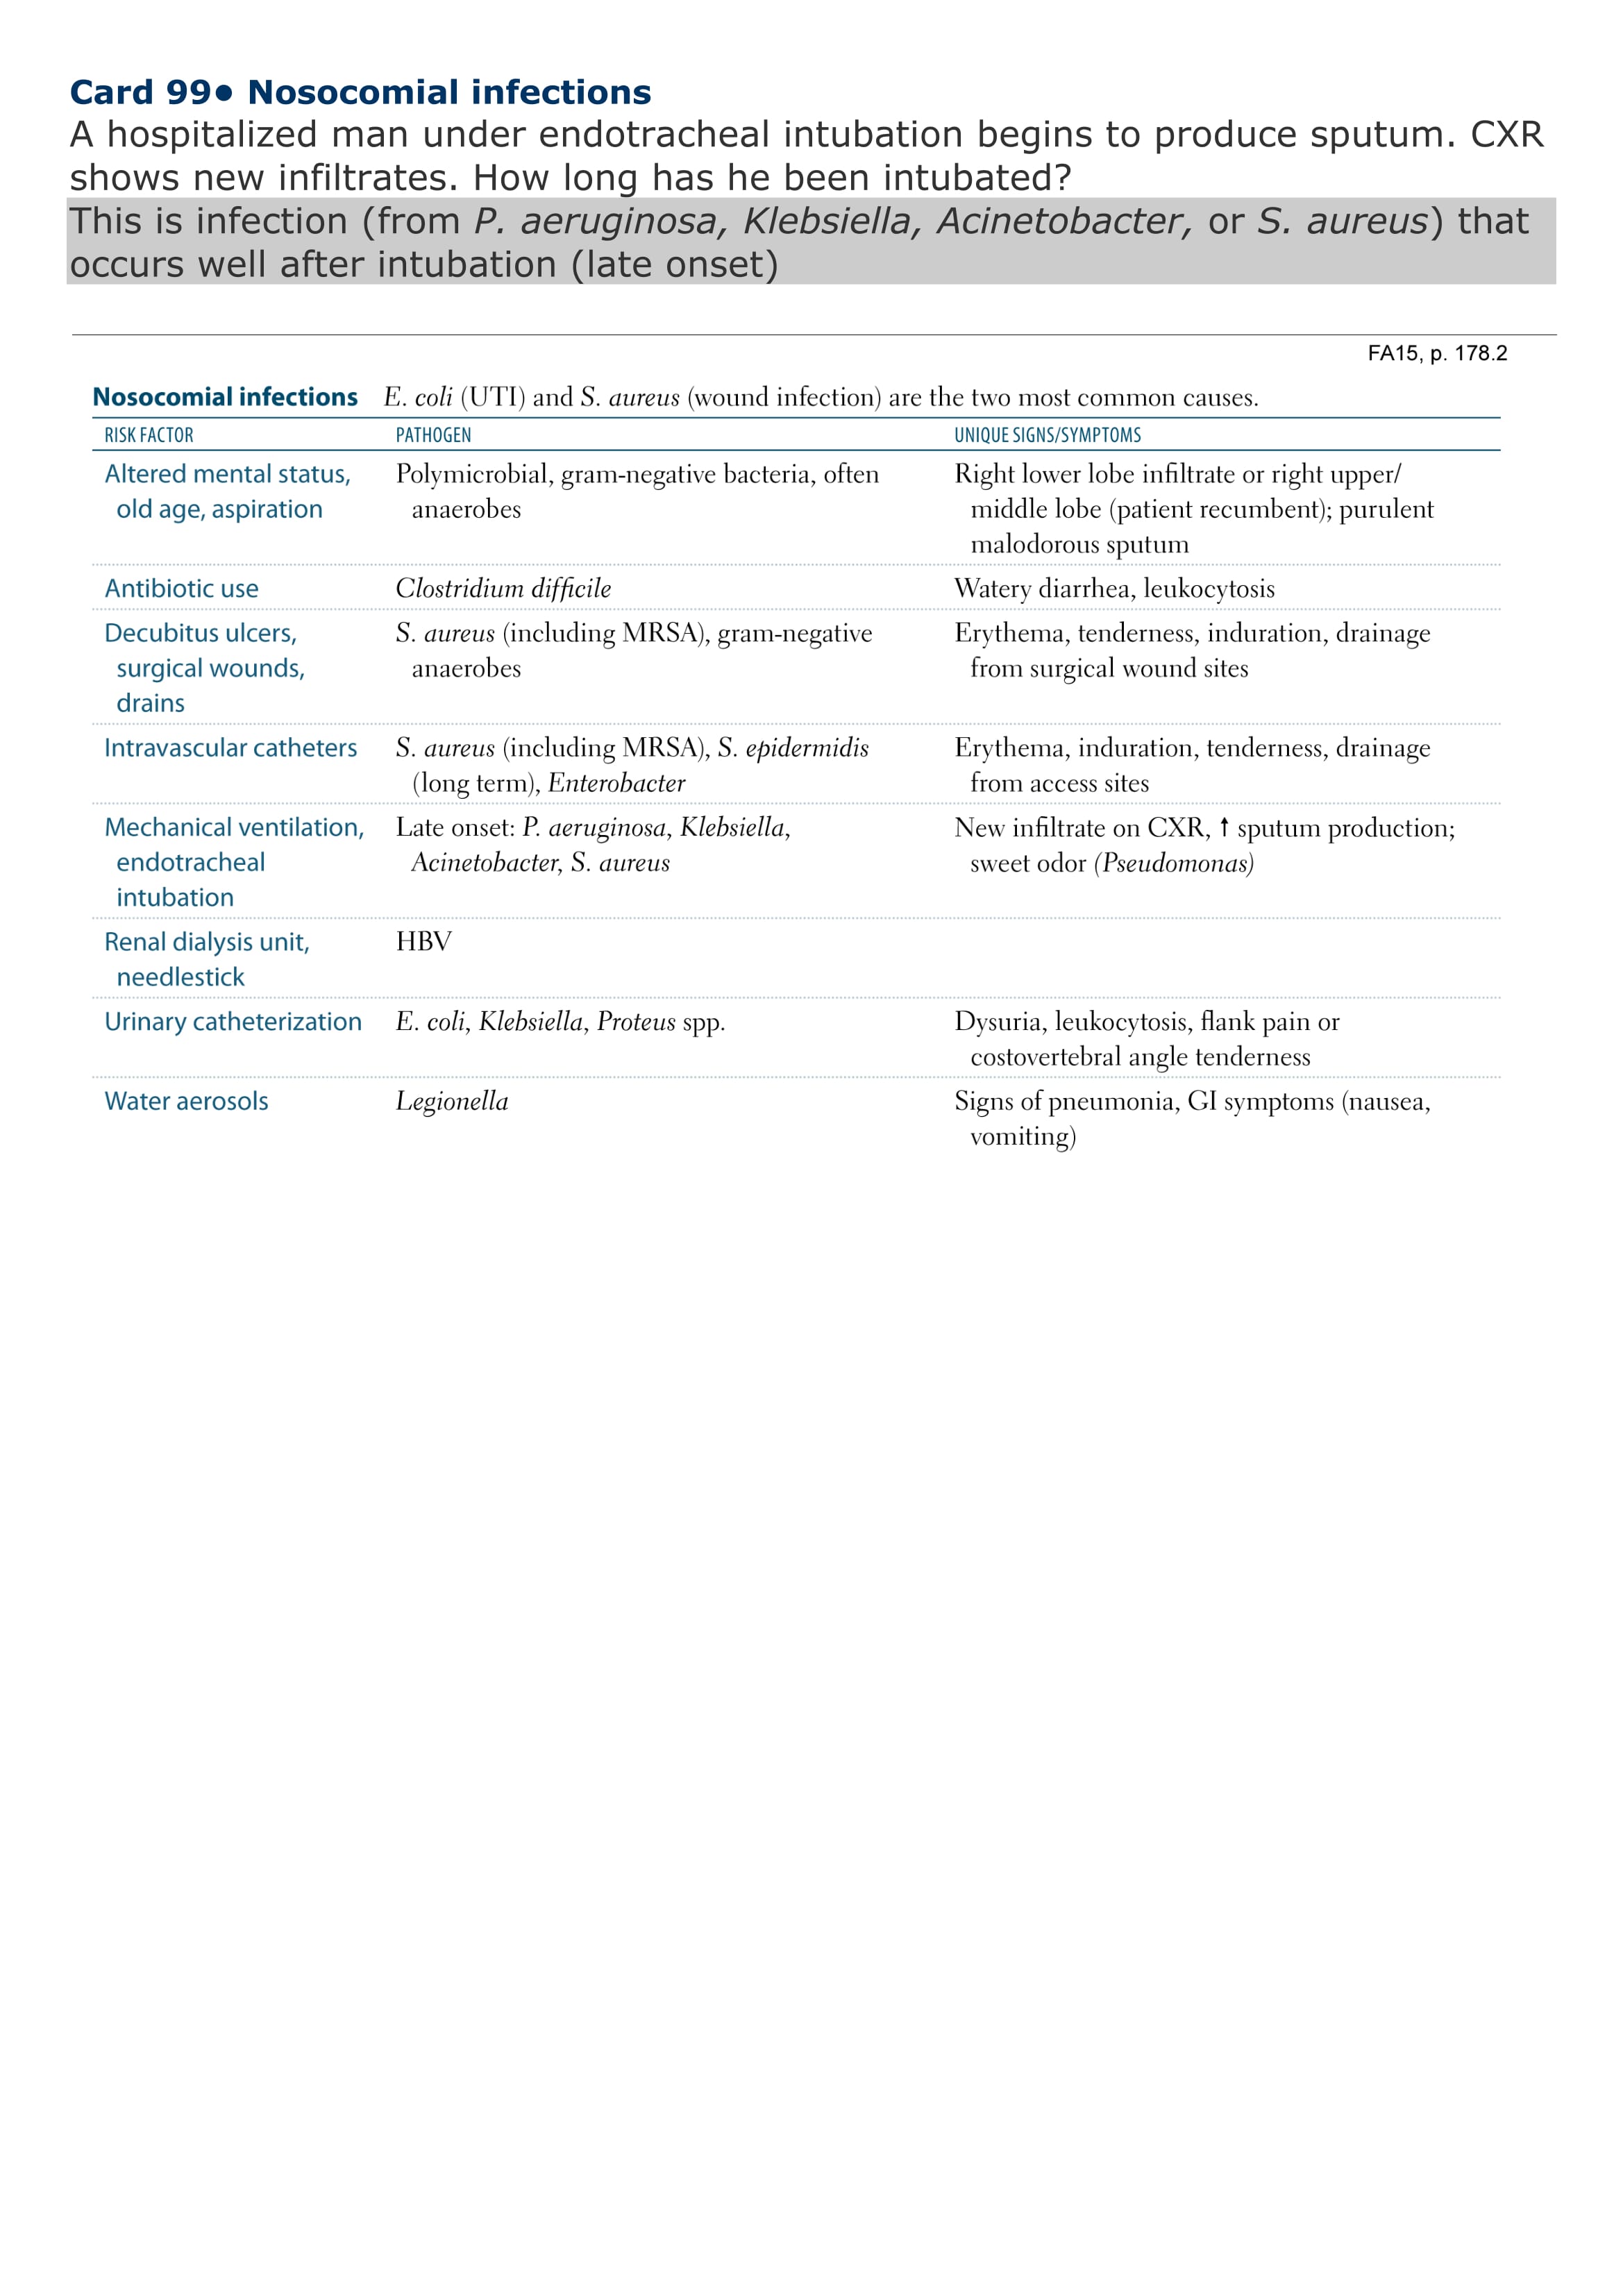 Card 99• Nosocomial infections
A hospitalized man under endotracheal intubation begins to produce sputum. CXR
shows new infiltrates. How long has he been intubated?
This is infection (from P. aeruginosa, Klebsiella, Acinetobacter, or S. aureus) that
occurs well after intubation (late onset)
FA15, p. 178.2
Nosocomial infections E. coli (UTI) and S. aureus (wound infection) are the two most common causes.
RISK FACTOR PATHOGEN UNIQUE SIGNS/SYMPTOMS
Altered mental status, Polymicrobial, gram-negative bacteria, often Right lower lobe infiltrate or right upper/
old age, aspiration anaerobes middle lobe (patient recumbent); purulent
malodorous sputum
Antibiotic use Clostridium difficile Watery diarrhea, leukocytosis
Decubitus ulcers, S. aureus (including MRSA), gram-negative Erythema, tenderness, induration, drainage
surgical wounds, anaerobes from surgical wound sites
drains
Intravascular catheters S. aureus (including MRSA), S. epidermidis Erythema, induration, tenderness, drainage
(long term), Enterobacter from access sites
Mechanical ventilation, Late onset: P. aeruginosa, Klebsiella, New infiltrate on CXR, ↑ sputum production;
endotracheal Acinetobacter, S. aureus sweet odor (Pseudomonas)
intubation
Renal dialysis unit, HBV
needlestick
Urinary catheterization E. coli, Klebsiella, Proteus spp. Dysuria, leukocytosis, flank pain or
costovertebral angle tenderness
Water aerosols Legionella Signs of pneumonia, GI symptoms (nausea,
vomiting)